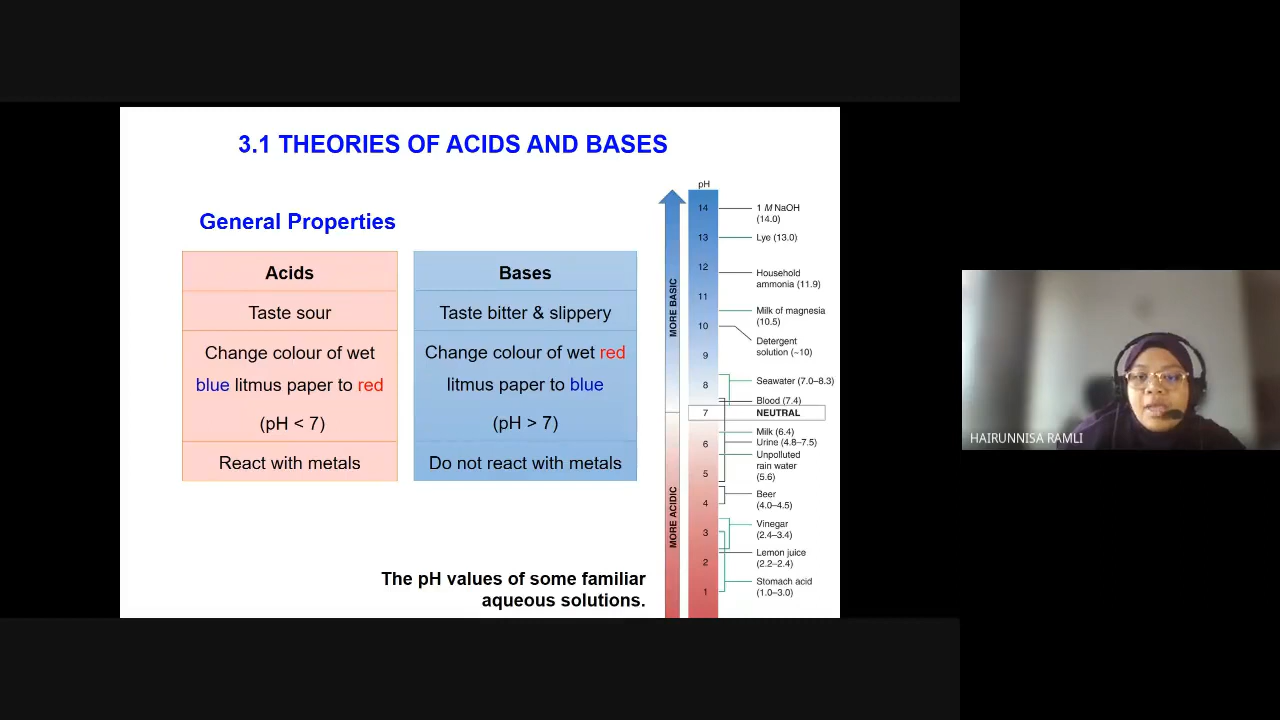 3.1 THEORIES OF ACIDS AND BASES
General Properties
Acids
Taste sour
Change colour of wet
blue litmus paper to red
(pH < 7)
React with metals
Bases
Taste bitter & slippery
Change colour of wet red
litmus paper to blue
(pH > 7)
Do not react with metals
The pH values of some familiar
aqueous solutions.
MORE BASIC
MORE ACIDIC
pH
14
13
12
11
10
9
8
7
6
5
4
3
2
1
1 M NaOH
(14.0)
Lye (13.0)
Household
ammonia (11.9)
Milk of magnesia
(10.5)
Detergent
solution (~10)
Seawater (7.0–8.3)
Blood (7.4)
NEUTRAL
Milk (6.4)
Urine (4.8–7.5)
Unpolluted
rain water
(5.6)
Beer
(4.0–4.5)
Vinegar
(2.4–3.4)
Lemon juice
(2.2–2.4)
Stomach acid
(1.0–3.0)
HAIRUNNISA RAMLI